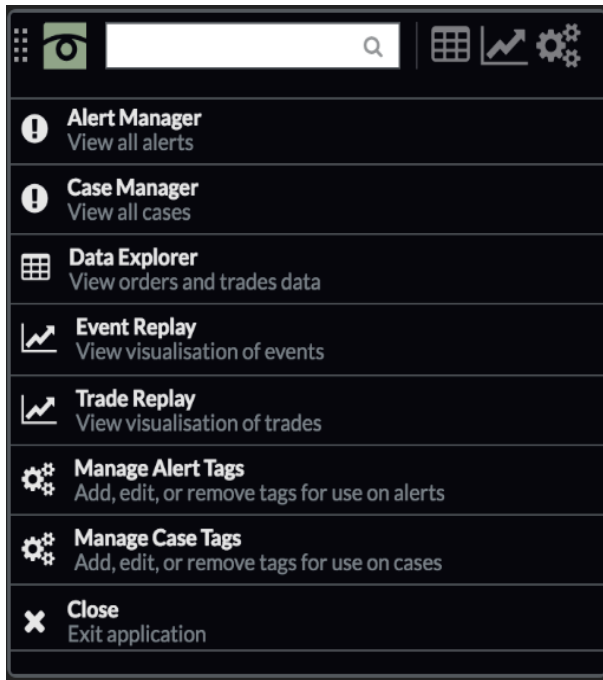 Alert Manager
View all alerts
Case Manager
View all cases
Data Explorer
View orders and trades data
Event Replay
View visualisation of events
Trade Replay
View visualisation of trades
Manage Alert Tags
Add, edit, or remove tags for use on alerts
Manage Case Tags
Add, edit, or remove tags for use on cases
Close
Exit application